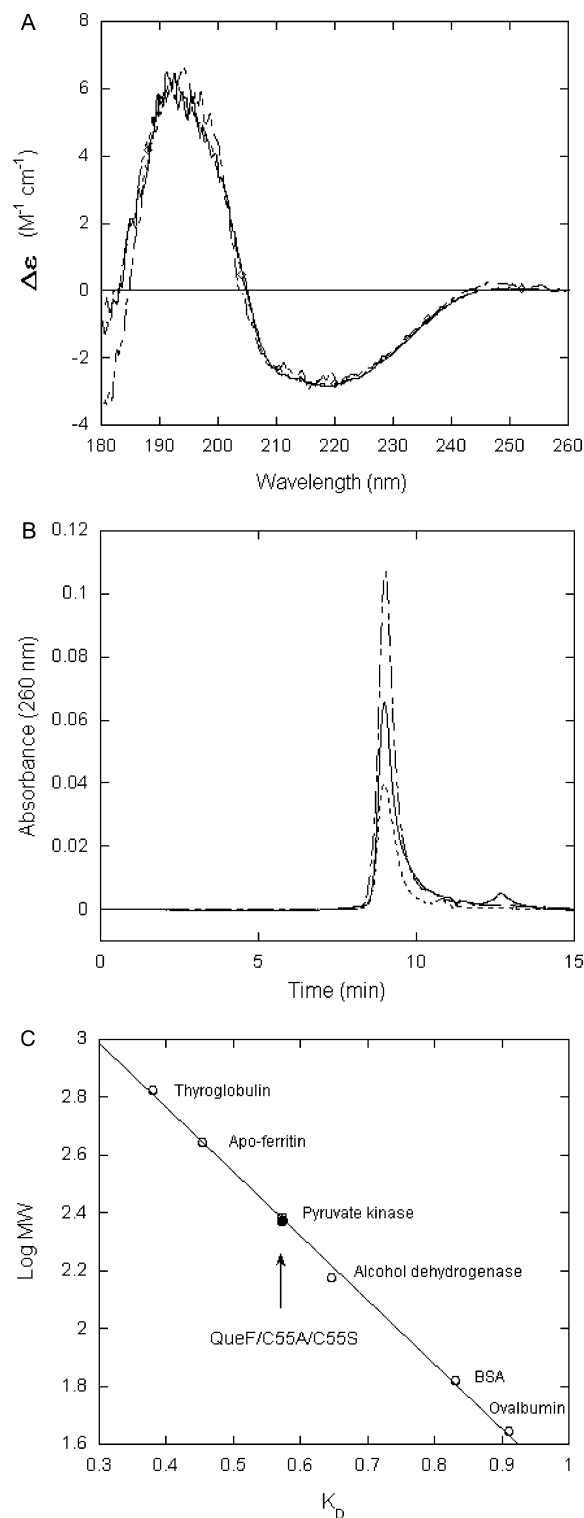 A
8
6
4
2
0
-2
-4
Δε (M⁻¹ cm⁻¹)
180 190 200 210 220 230 240 250 260
Wavelength (nm)
B
0.12
0.1
0.08
0.06
0.04
0.02
0
Absorbance (260 nm)
0 5 10 15
Time (min)
C
3
2.8
2.6
2.4
2.2
2
1.8
1.6
Log MW
Thyroglobulin
Apo-ferritin
Pyruvate kinase
Alcohol dehydrogenase
QueF/C55A/C55S
BSA
Ovalbumin
0.3 0.4 0.5 0.6 0.7 0.8 0.9 1
K_D